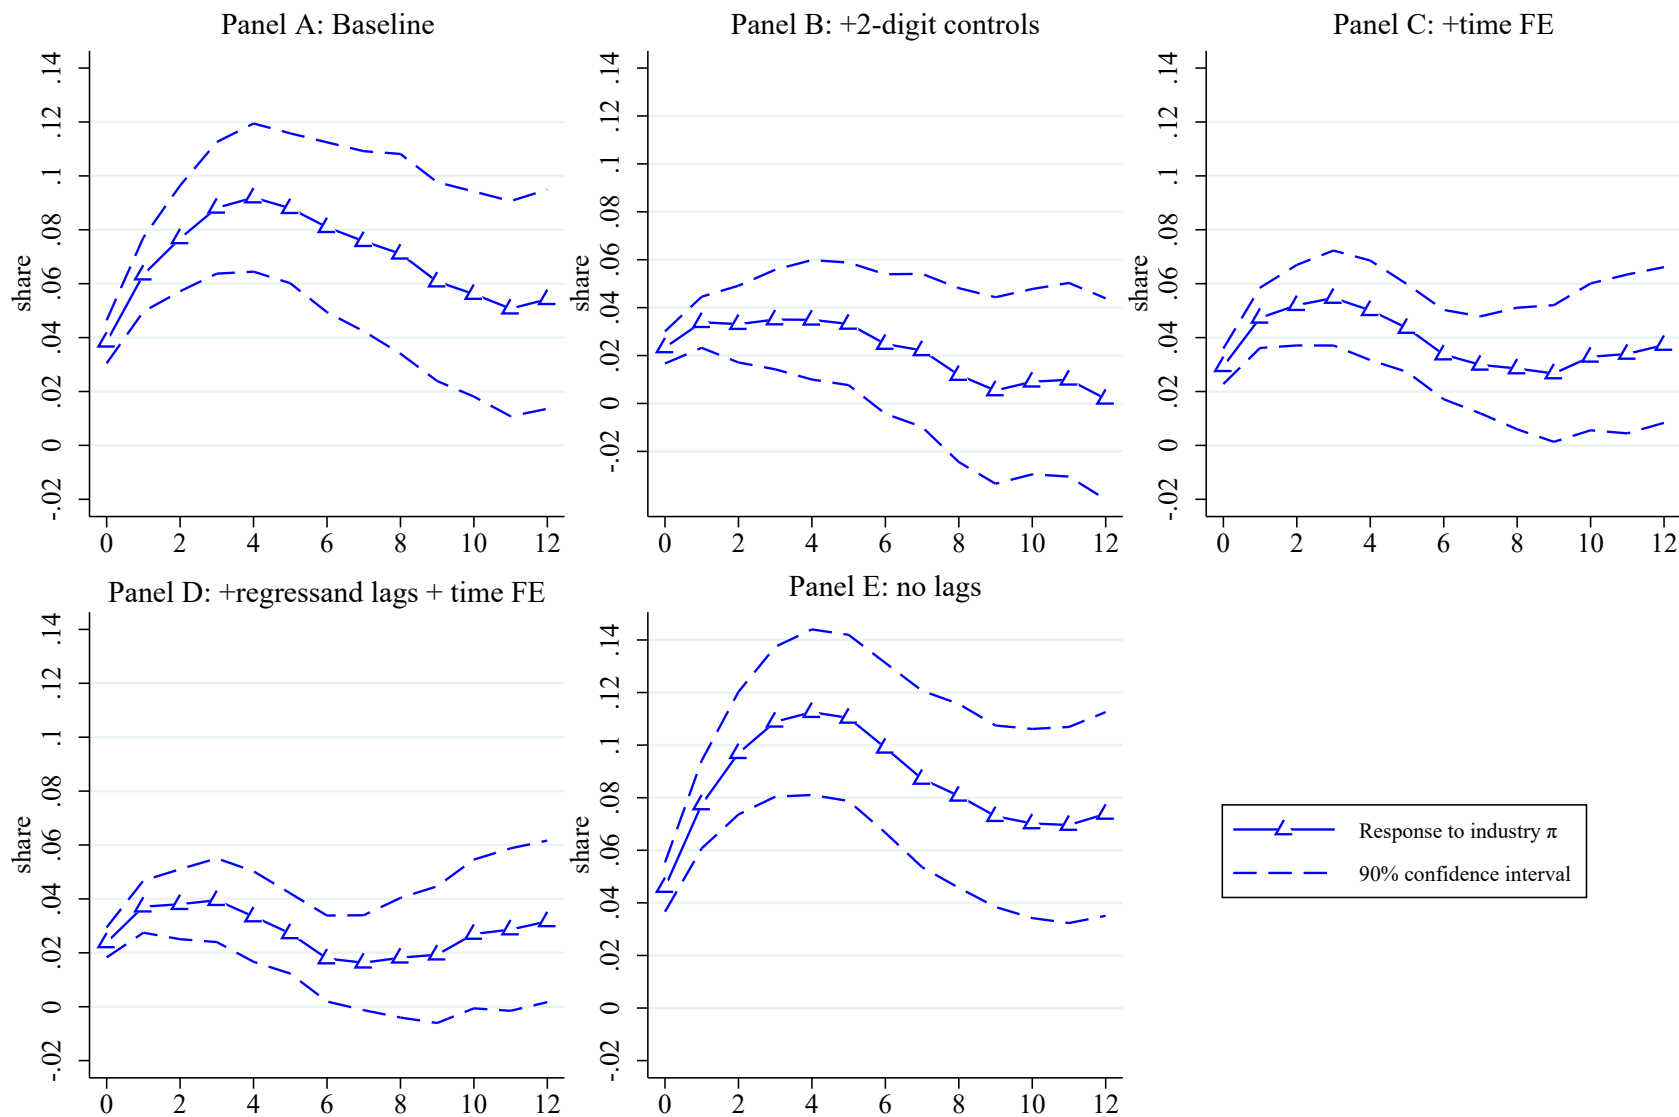 Panel A: Baseline
Panel B: +2-digit controls
Panel C: +time FE
share
.14
.12
.1
.08
.06
.04
.02
0
-.02
0 2 4 6 8 10 12
share
.14
.12
.1
.08
.06
.04
.02
0
-.02
0 2 4 6 8 10 12
share
.14
.12
.1
.08
.06
.04
.02
0
-.02
0 2 4 6 8 10 12
Panel D: +regressand lags + time FE
Panel E: no lags
share
.14
.12
.1
.08
.06
.04
.02
0
-.02
0 2 4 6 8 10 12
share
.14
.12
.1
.08
.06
.04
.02
0
-.02
0 2 4 6 8 10 12
Response to industry π
90% confidence interval